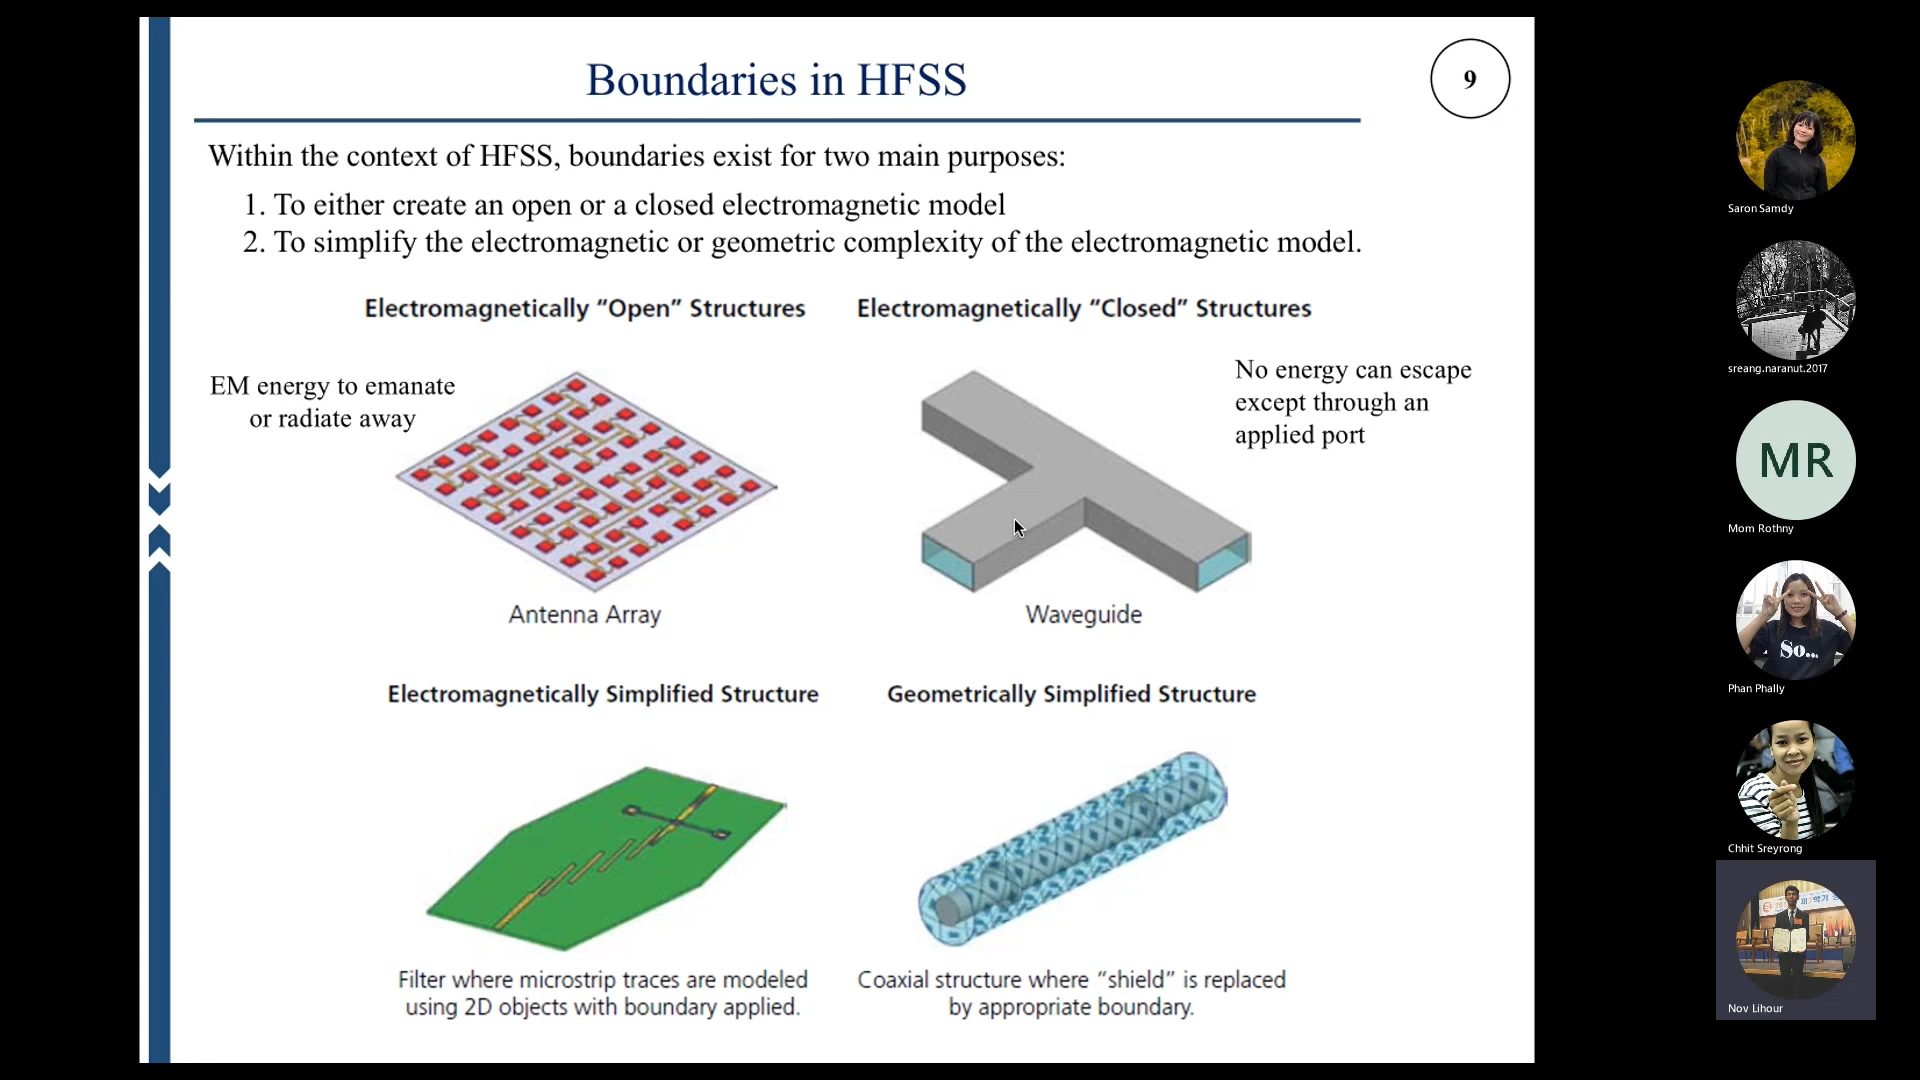 Boundaries in HFSS
9
Within the context of HFSS, boundaries exist for two main purposes:
1. To either create an open or a closed electromagnetic model
2. To simplify the electromagnetic or geometric complexity of the electromagnetic model.
Electromagnetically “Open” Structures
Electromagnetically “Closed” Structures
EM energy to emanate
or radiate away
No energy can escape
except through an
applied port
Antenna Array
Waveguide
Electromagnetically Simplified Structure
Geometrically Simplified Structure
Filter where microstrip traces are modeled
using 2D objects with boundary applied.
Coaxial structure where “shield” is replaced
by appropriate boundary.
Saron Samdy
sreang.naranut.2017
MR
Mom Rothny
So...
Phan Phally
Chhit Sreyrong
Nov Lihour